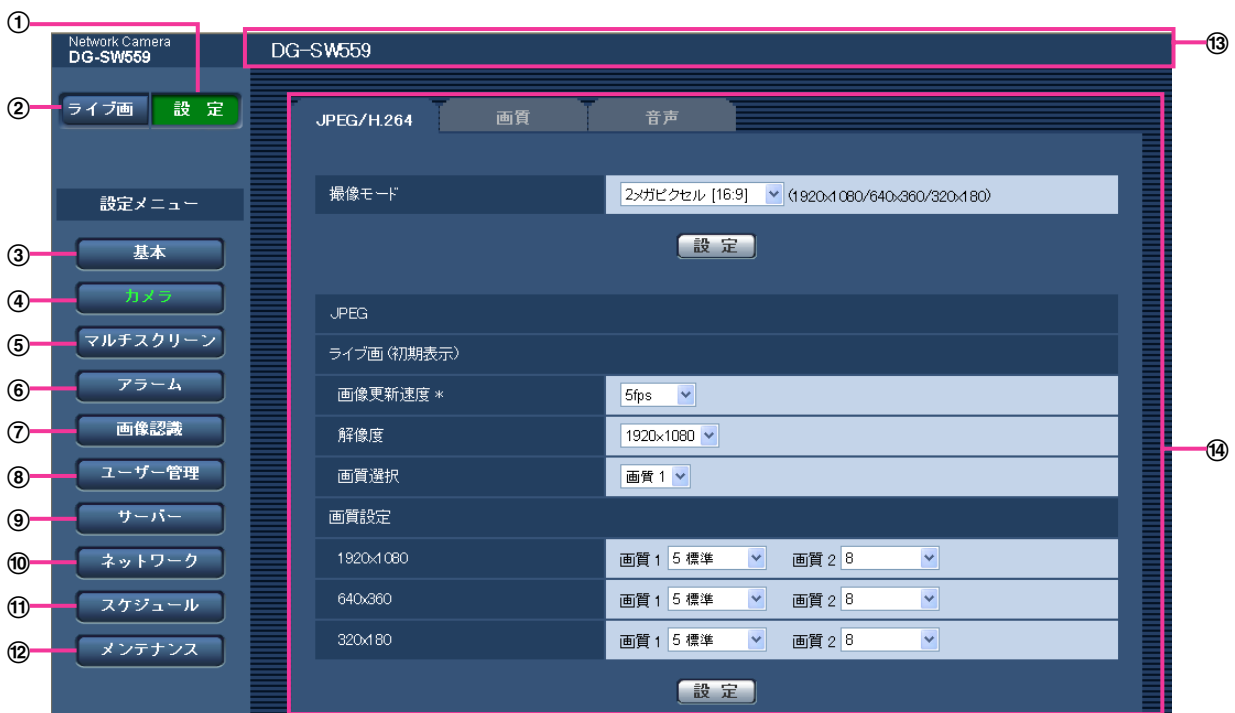 ①
Network Camera
DG-SW559
DG-SW559
⑬
② ライブ画 設 定
JPEG/H.264 画質 音声
設定メニュー
撮像モード 2メガピクセル [16:9] (1920x1080/640x360/320x180)
設 定
③ 基本
④ カメラ
⑤ マルチスクリーン
⑥ アラーム
⑦ 画像認識
⑧ ユーザー管理
⑨ サーバー
⑩ ネットワーク
⑪ スケジュール
⑫ メンテナンス
JPEG
ライブ画(初期表示)
画像更新速度 * 5fps
解像度 1920x1080
⑭
画質選択 画質 1
画質設定
1920x1080 画質 1 5 標準 画質 2 8
640x360 画質 1 5 標準 画質 2 8
320x180 画質 1 5 標準 画質 2 8
設 定